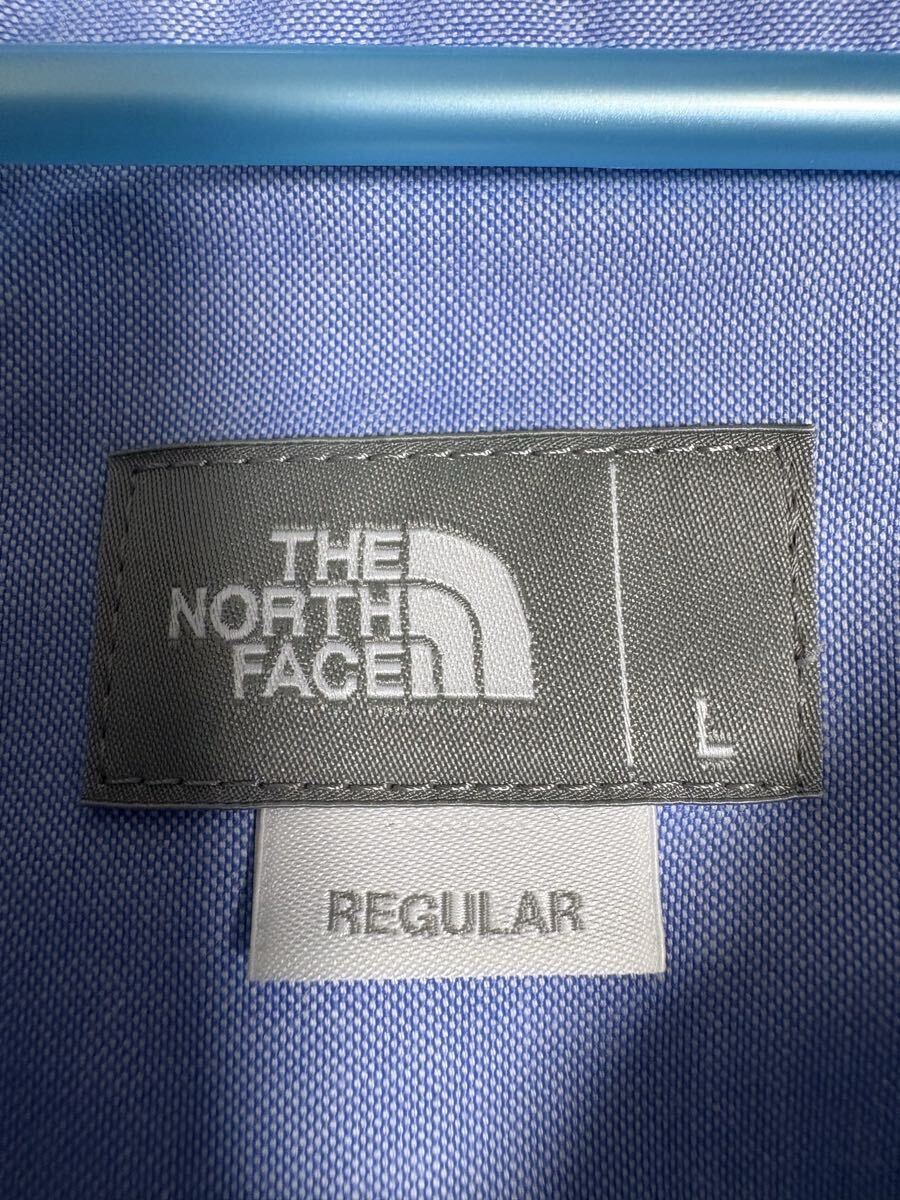 THE
NORTH
FACE
L
REGULAR